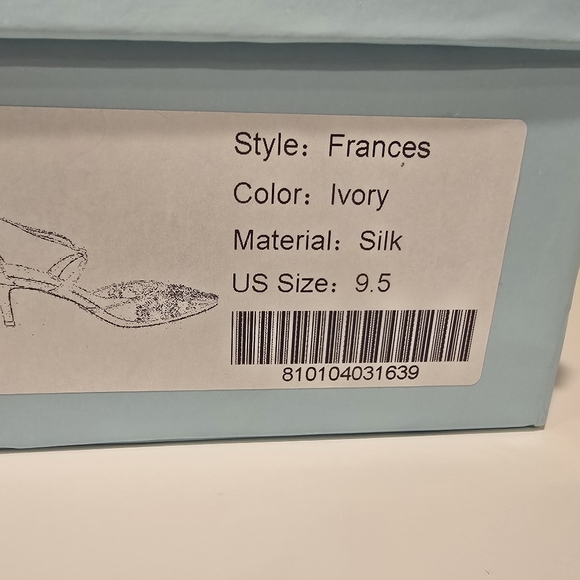 Style： Frances
Color： Ivory
Material： Silk
US Size： 9.5
810104031639